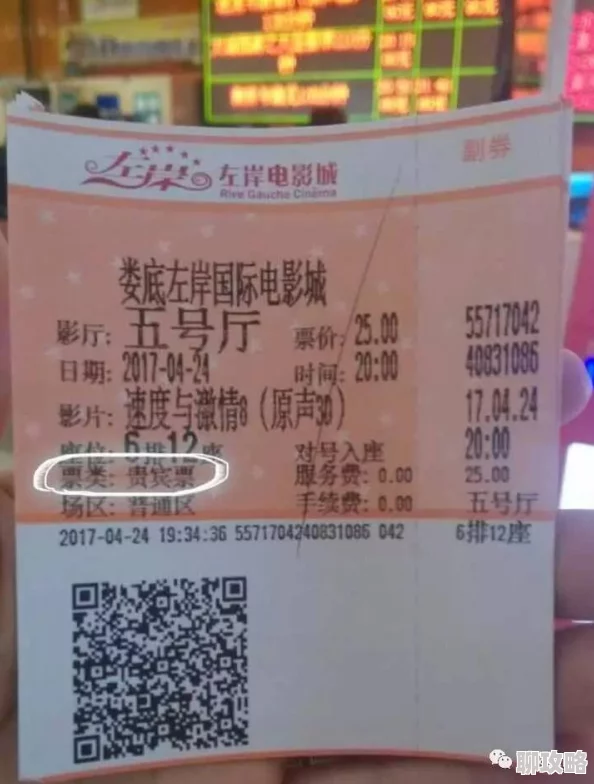 副券
左岸 左岸电影城
Rive Gauche Cinéma
娄底左岸国际电影城
影厅: 五号厅 票价: 25.00 55717042
日期: 2017-04-24 时间: 20:00 40831086
影片: 速度与激情8(原声3D) 17.04.24
座位: 6排12座 对号入座 20:00
票类: 贵宾票 服务费: 0.00 25.00
场区: 普通区 手续费: 0.00 五号厅
2017-04-24 19:34:36 5571704240831086 042 6排12座
聊攻略